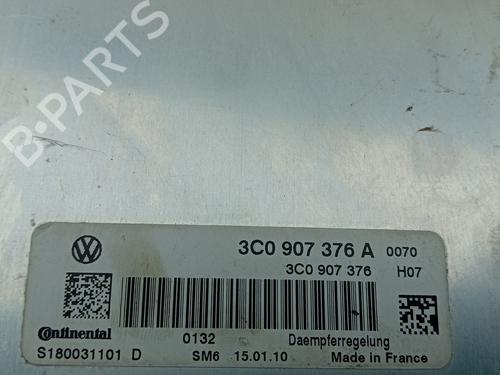 B-PARTS
3C0 907 376 A 0070
3C0 907 376 H07
Continental 0132 Daempferregelung
S180031101 D SM6 15.01.10 Made in France